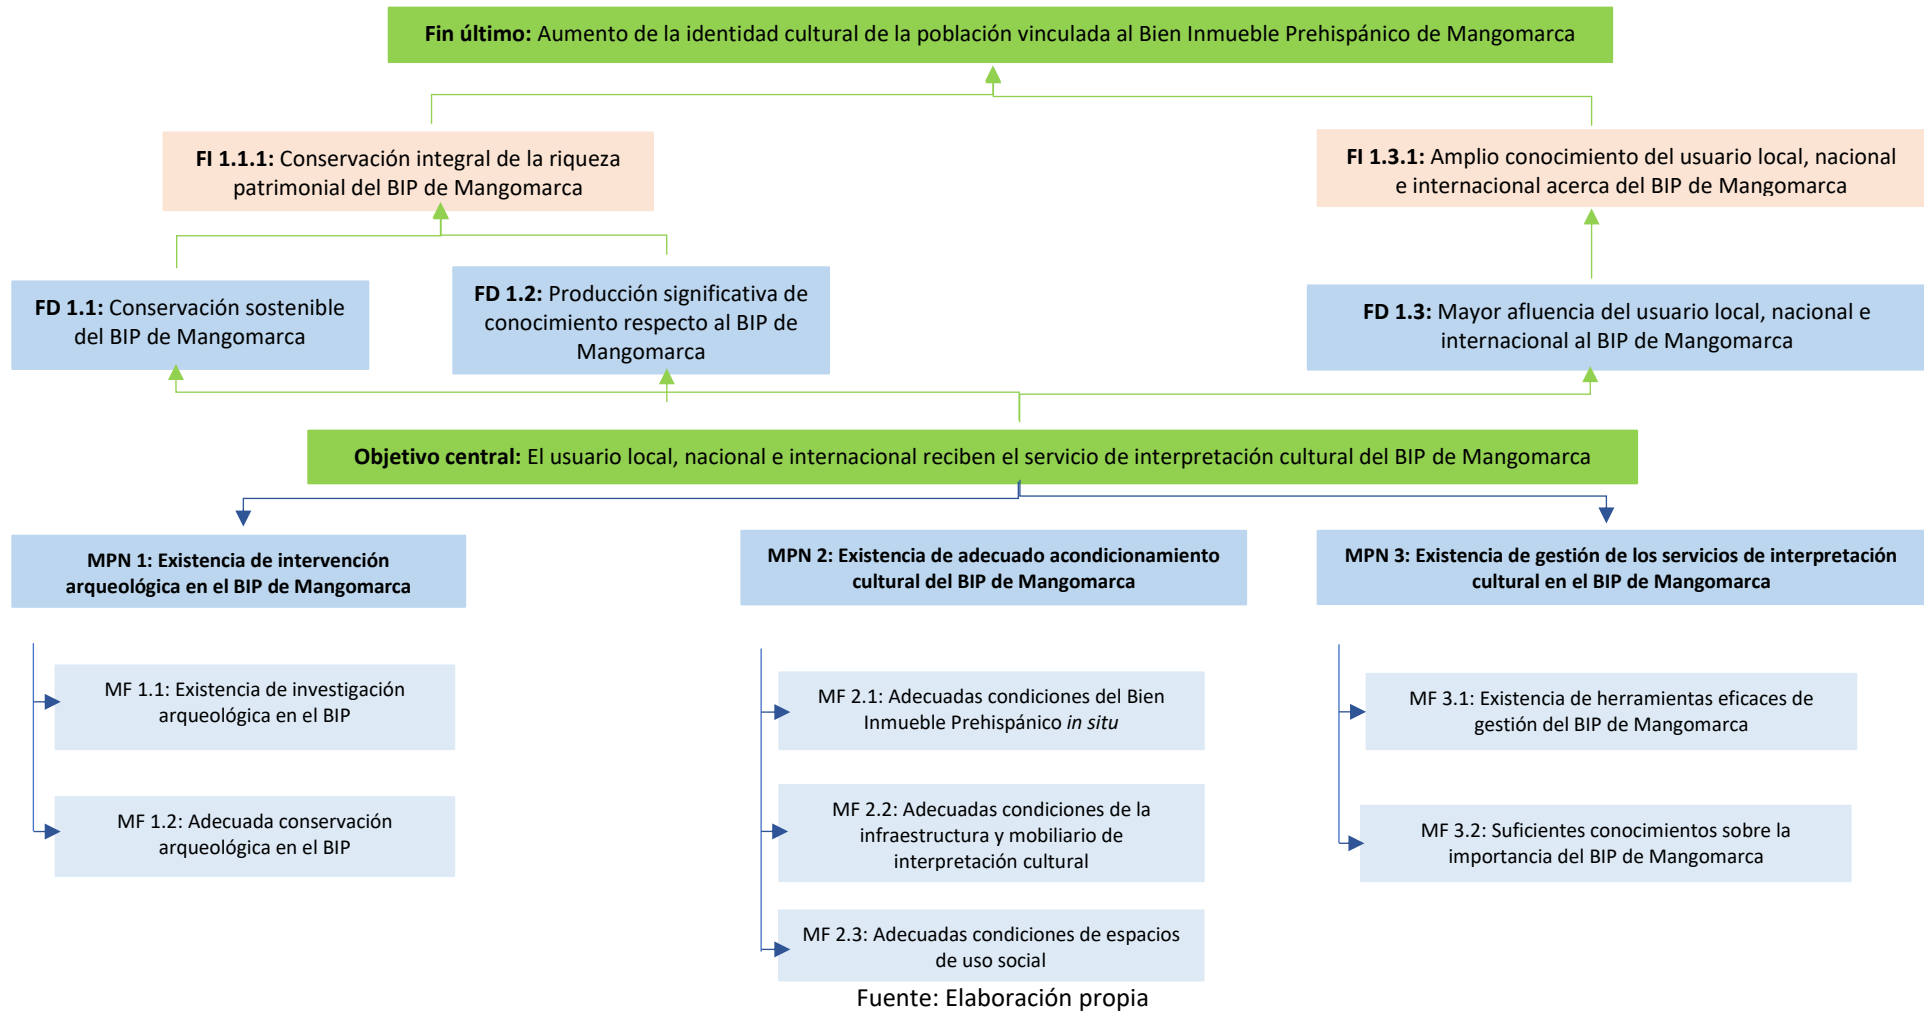 Fin último: Aumento de la identidad cultural de la población vinculada al Bien Inmueble Prehispánico de Mangomarca
FI 1.1.1: Conservación integral de la riqueza
patrimonial del BIP de Mangomarca
FI 1.3.1: Amplio conocimiento del usuario local, nacional
e internacional acerca del BIP de Mangomarca
FD 1.1: Conservación sostenible
del BIP de Mangomarca
FD 1.2: Producción significativa de
conocimiento respecto al BIP de
Mangomarca
FD 1.3: Mayor afluencia del usuario local, nacional e
internacional al BIP de Mangomarca
Objetivo central: El usuario local, nacional e internacional reciben el servicio de interpretación cultural del BIP de Mangomarca
MPN 1: Existencia de intervención
arqueológica en el BIP de Mangomarca
MPN 2: Existencia de adecuado acondicionamiento
cultural del BIP de Mangomarca
MPN 3: Existencia de gestión de los servicios de interpretación
cultural en el BIP de Mangomarca
MF 1.1: Existencia de investigación
arqueológica en el BIP
MF 1.2: Adecuada conservación
arqueológica en el BIP
MF 2.1: Adecuadas condiciones del Bien
Inmueble Prehispánico in situ
MF 2.2: Adecuadas condiciones de la
infraestructura y mobiliario de
interpretación cultural
MF 2.3: Adecuadas condiciones de espacios
de uso social
MF 3.1: Existencia de herramientas eficaces de
gestión del BIP de Mangomarca
MF 3.2: Suficientes conocimientos sobre la
importancia del BIP de Mangomarca
Fuente: Elaboración propia